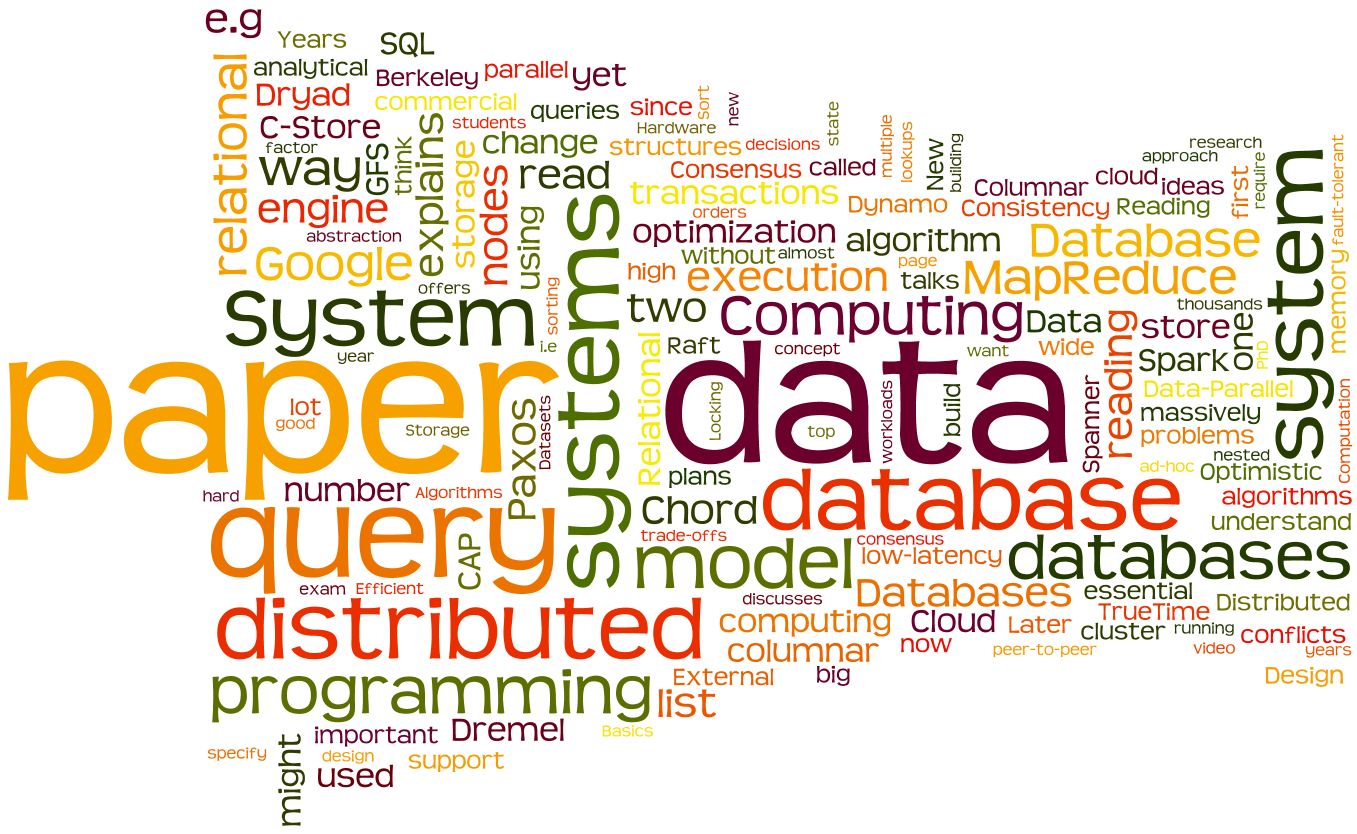 e.g
Years
SQL
analytical
Berkeley
parallel
yet
relational
Dryad
commercial
queries
since
sort
new
C-Store
students
Hardware
state
factor
GFS
think
explains
storage
change
structures
decisions
multiple
lookups
New
building
research
way
nodes
read
Consensus
called
approach
engine
using
transactions
Columnar
cloud
ideas
first
require
fault-tolerant
abstraction
orders
Dynamo
Consistency
Reading
optimization
algorithm
Database
system
Google
without
almost
page
offers
high
execution
talks
MapReduce
memory
System
sorting
systems
two
Computing
Data
thousands
store
one
i.e
Relational
Raft
concept
want
wide
reading
Spark
PhD
year
paper
data
lot
good
Storage
Paxos
Datasets
Locking
top
workloads
build
Spanner
Data-Parallel
massively
problems
computation
nested
ad-hoc
Optimistic
plans
hard
number
Algorithms
Chord
database
algorithms
query
trade-offs
consensus
understand
CAP
model
low-latency
databases
exam
Efficient
discusses
Databases
essential
distributed
computing
Cloud
Later
TrueTime
Distributed
cluster
running
conflicts
columnar
now
peer-to-peer
video
years
programming
External
big
Design
list
important
Dremel
Basics
specify
might
design
support
used